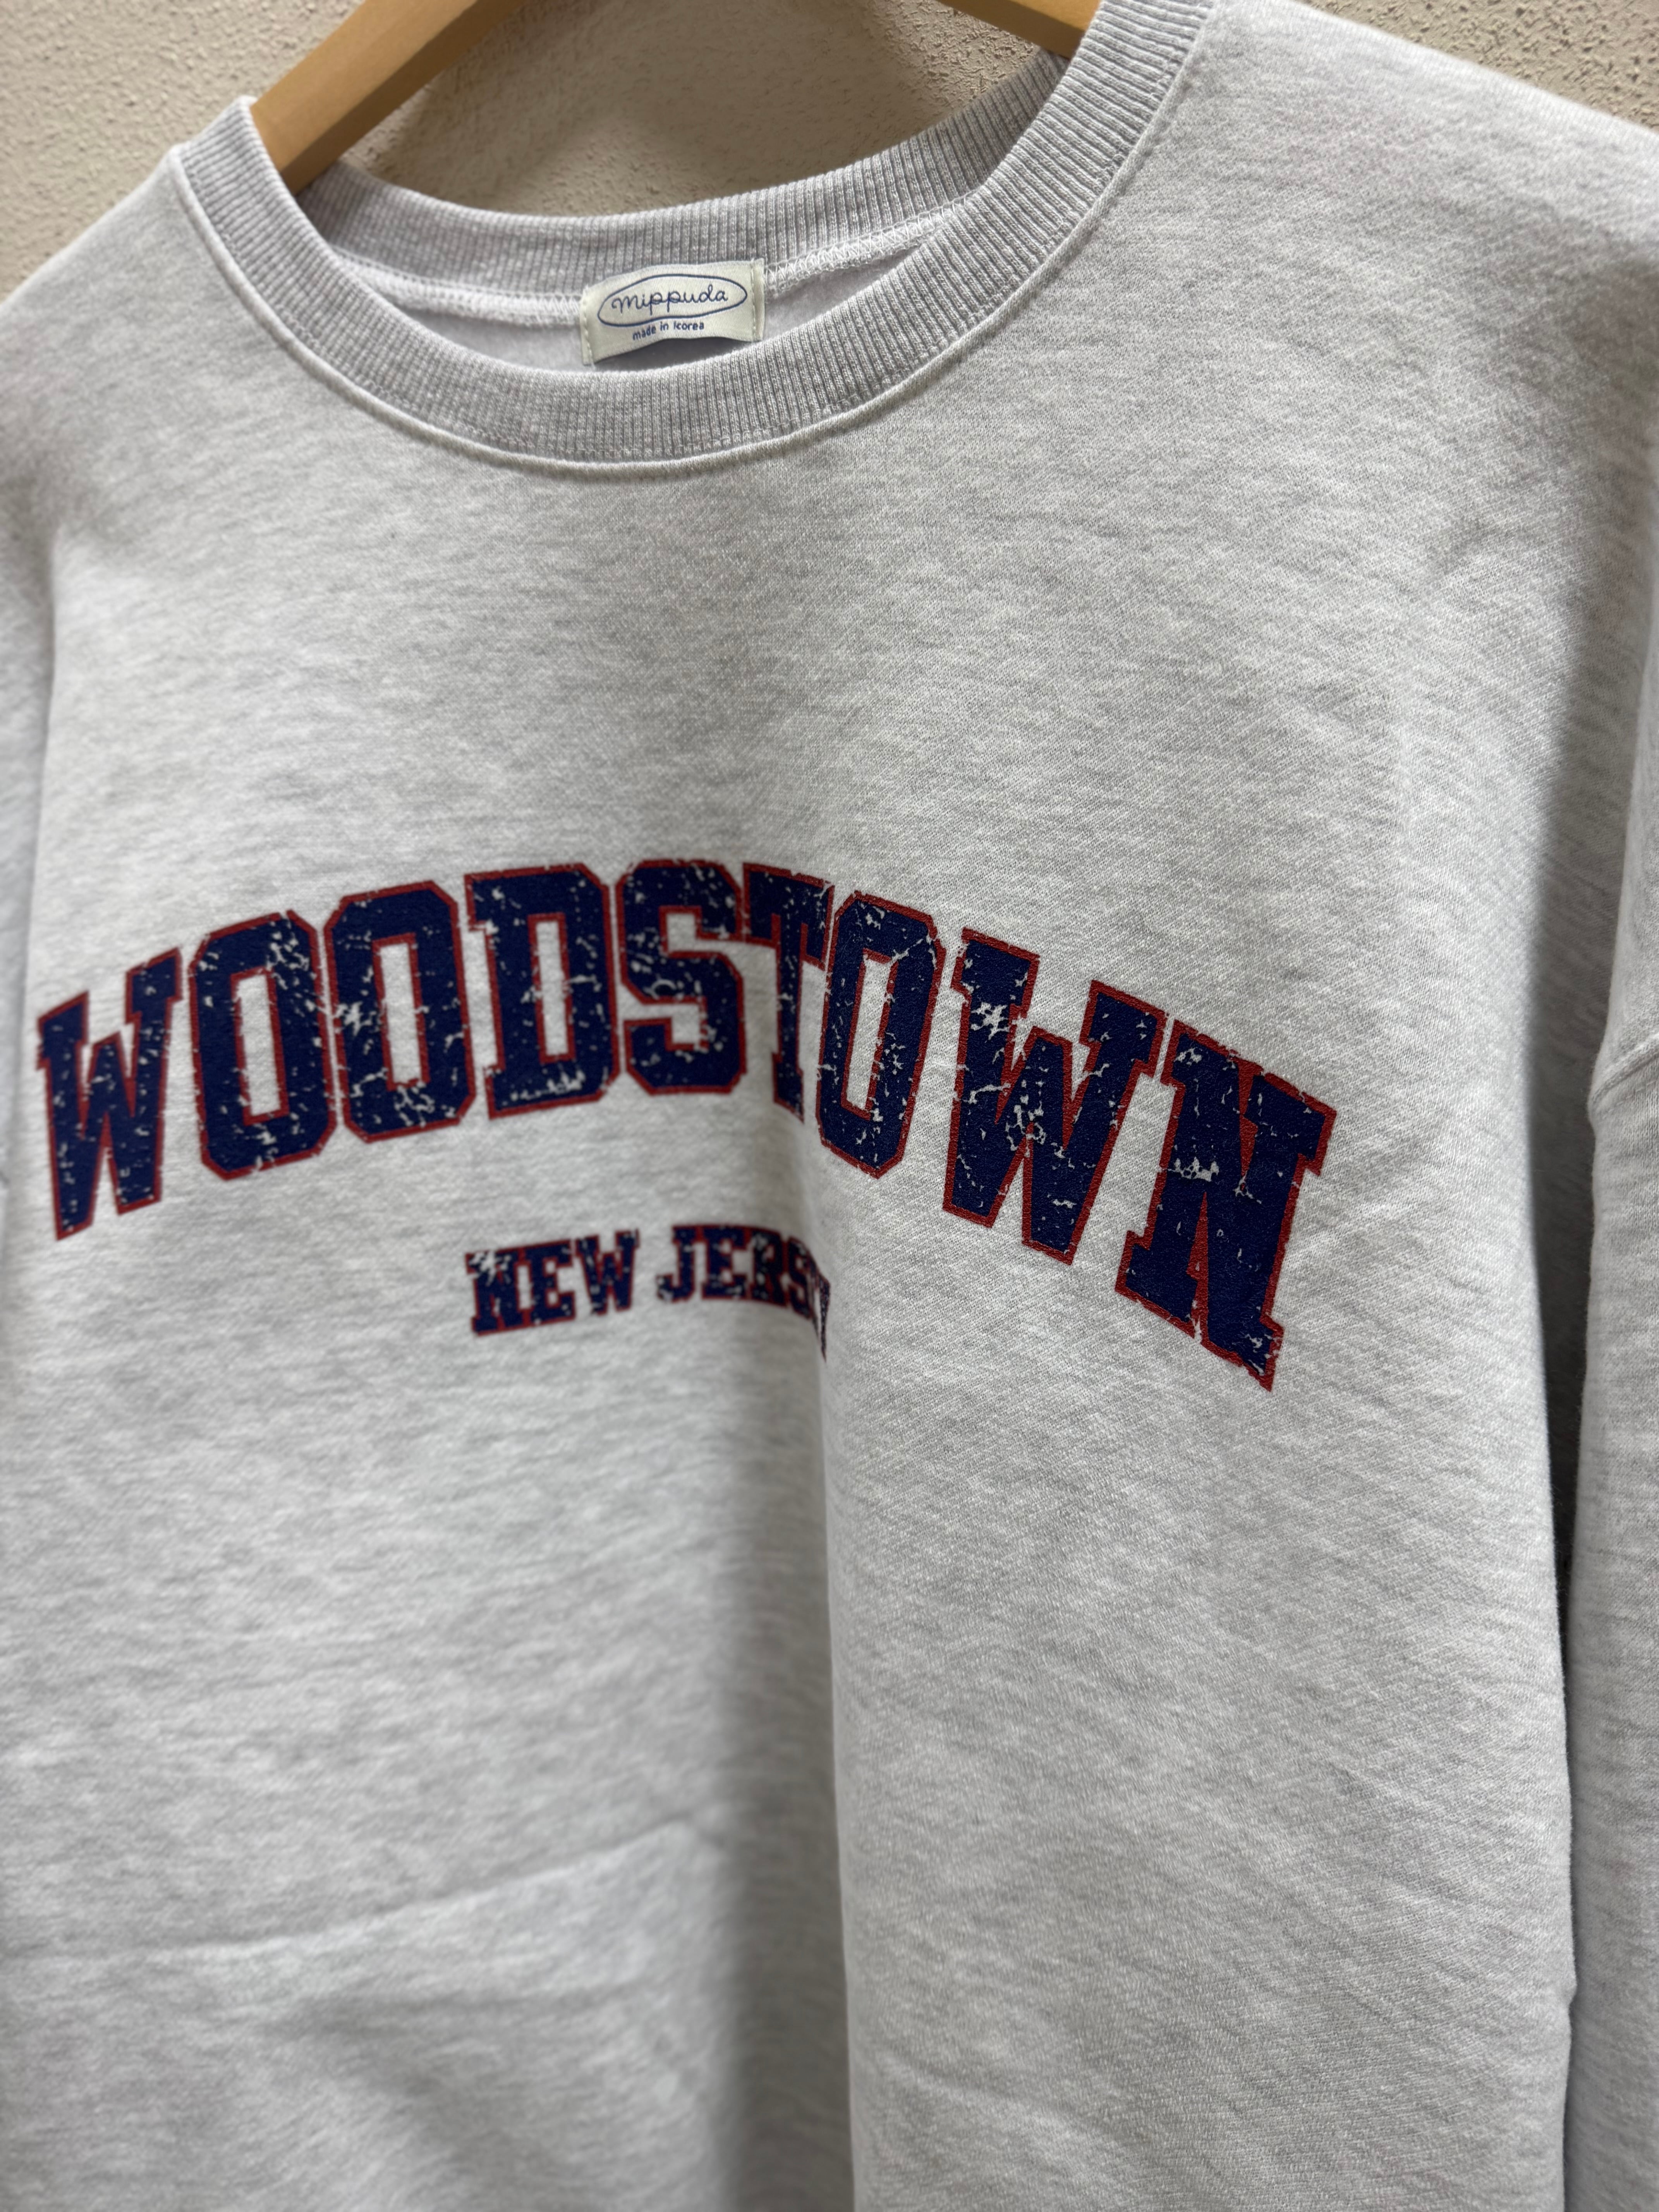 mippuda
made in korea
WOODSTOWN
NEW JERSEY